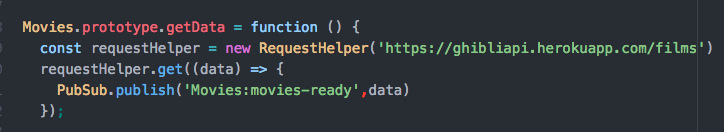 Movies.prototype.getData = function () {
const requestHelper = new RequestHelper('https://ghibliapi.herokuapp.com/films')
requestHelper.get((data) => {
PubSub.publish('Movies:movies-ready',data)
});